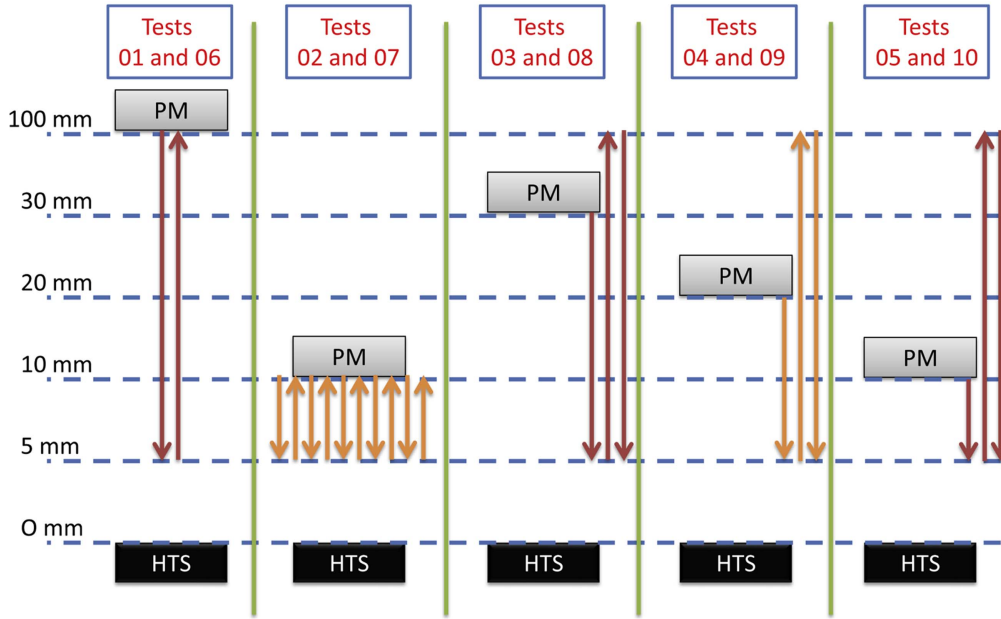 Tests
01 and 06
Tests
02 and 07
Tests
03 and 08
Tests
04 and 09
Tests
05 and 10
100 mm
PM
30 mm
PM
20 mm
PM
10 mm
PM
PM
5 mm
O mm
HTS
HTS
HTS
HTS
HTS